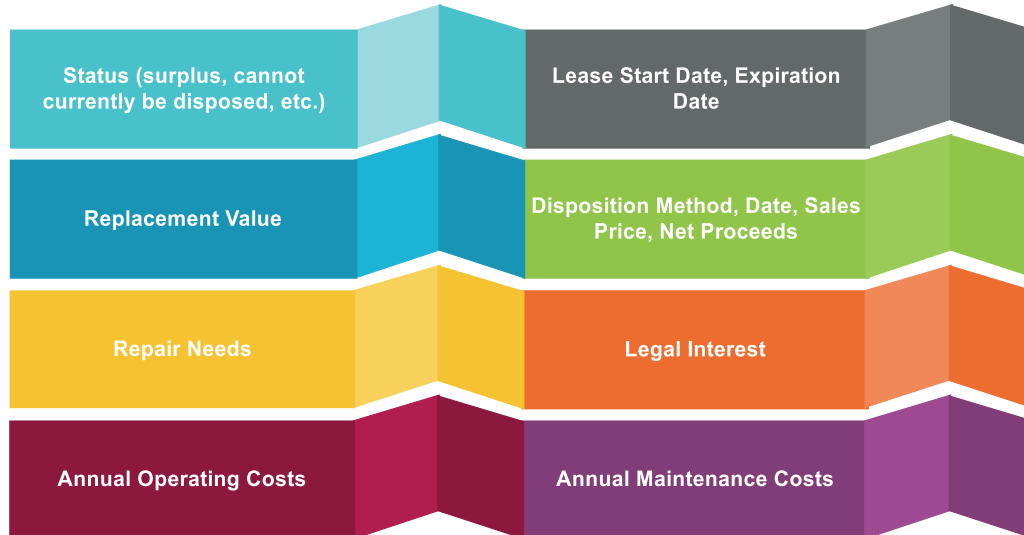 Status (surplus, cannot
currently be disposed, etc.)
Lease Start Date, Expiration
Date
Replacement Value
Disposition Method, Date, Sales
Price, Net Proceeds
Repair Needs
Legal Interest
Annual Operating Costs
Annual Maintenance Costs